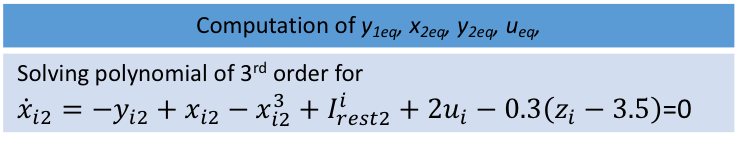 Computation of y₁eq, x₂eq, y₂eq, ueq,
Solving polynomial of 3rd order for
ẋᵢ₂ = −yᵢ₂ + xᵢ₂ − xᵢ₂³ + Iⁱᵣₑₛₜ₂ + 2uᵢ − 0.3(zᵢ − 3.5)=0